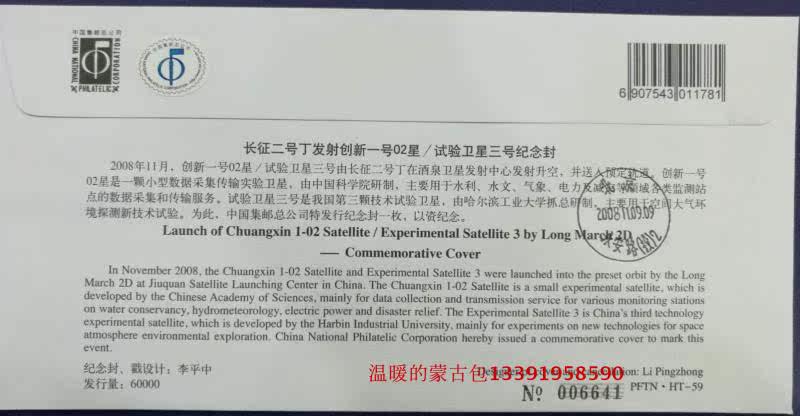 中国集邮总公司
CHINA NATIONAL
PHILATELIC
CORPORATION
6 907543 011781
长征二号丁发射创新一号02星/试验卫星三号纪念封
2008年11月，创新一号02星/试验卫星三号由长征二号丁在酒泉卫星发射中心发射升空，并送入预定轨道。创新一号
02星是一颗小型数据采集传输实验卫星，由中国科学院研制，主要用于水利、水文、气象、电力及减灾等领域各类监测站
点的数据采集和传输服务。试验卫星三号是我国第三颗技术试验卫星，由哈尔滨工业大学抓总研制，主要用于空间大气环
境探测新技术试验。为此，中国集邮总公司特发行纪念封一枚，以资纪念。
2008.11.09.09
永安路(投)2
Launch of Chuangxin 1-02 Satellite / Experimental Satellite 3 by Long March 2D
— Commemorative Cover
In November 2008, the Chuangxin 1-02 Satellite and Experimental Satellite 3 were launched into the preset orbit by the Long
March 2D at Jiuquan Satellite Launching Center in China. The Chuangxin 1-02 Satellite is a small experimental satellite, which is
developed by the Chinese Academy of Sciences, mainly for data collection and transmission service for various monitoring stations
on water conservancy, hydrometeorology, electric power and disaster relief. The Experimental Satellite 3 is China's third technology
experimental satellite, which is developed by the Harbin Industrial University, mainly for experiments on new technologies for space
atmosphere environmental exploration. China National Philatelic Corporation hereby issued a commemorative cover to mark this
event.
纪念封、戳设计：李平中
Designer of cover and cancellation: Li Pingzhong
温暖的蒙古包13391958590
发行量：60000
№ 006641
PFTN·HT-59